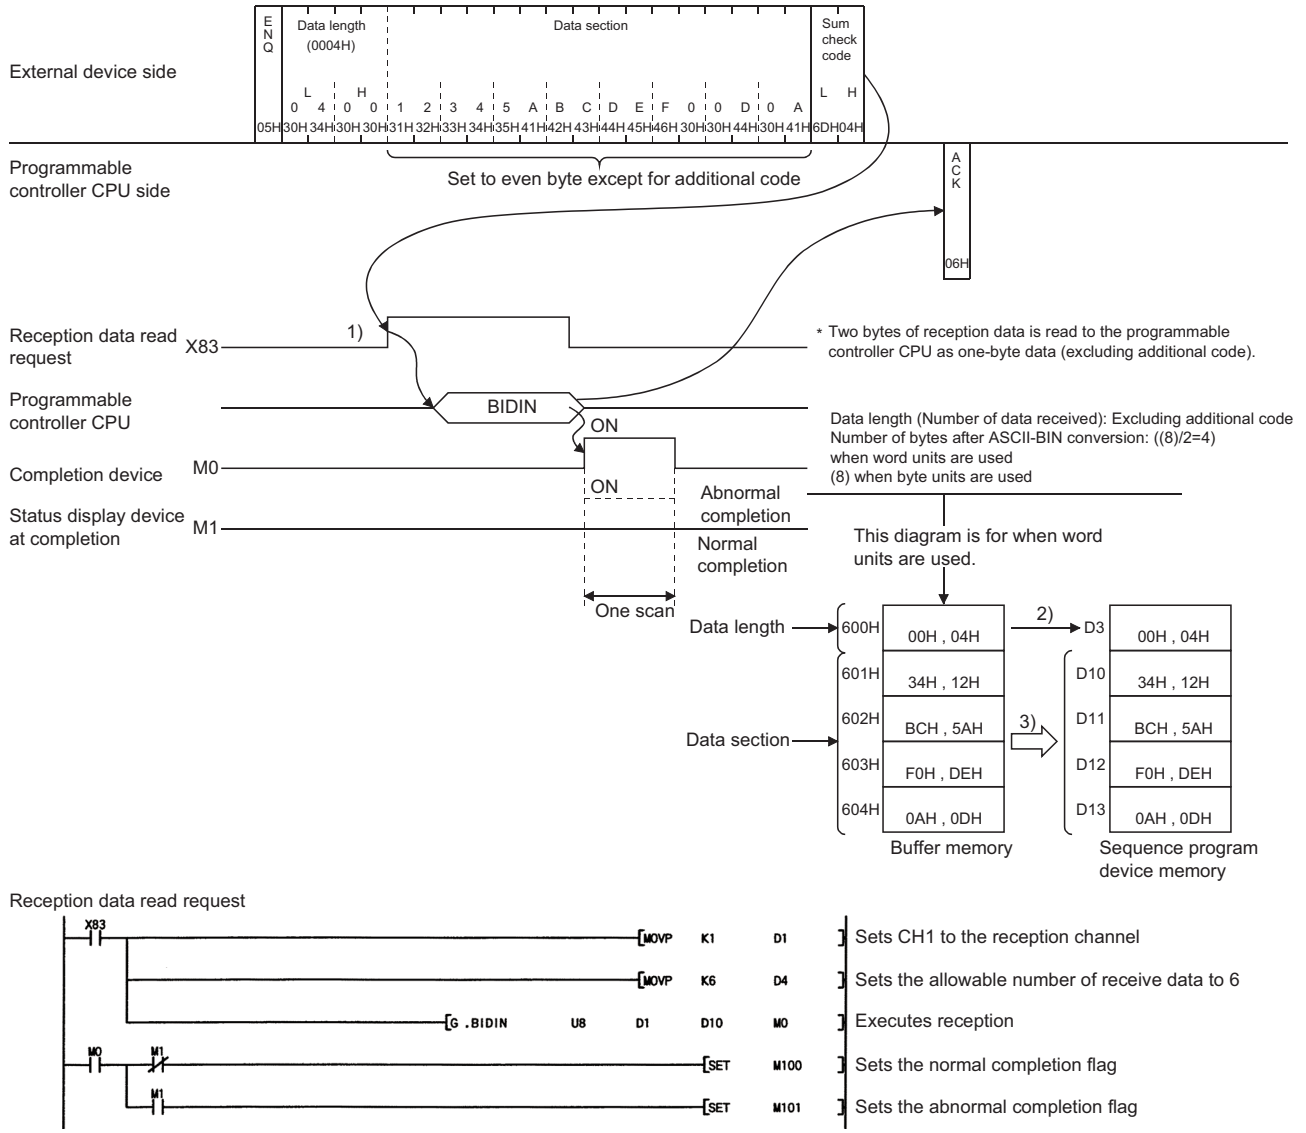 E
N
Q
Data length
(0004H)
Data section
Sum
check
code
External device side
L H L H
0 4 0 0 1 2 3 4 5 A B C D E F 0 0 D 0 A
05H 30H 34H 30H 30H 31H 32H 33H 34H 35H 41H 42H 43H 44H 45H 46H 30H 30H 44H 30H 41H 6DH 04H
Programmable
controller CPU side
Set to even byte except for additional code
A
C
K
06H
1)
Reception data read
request
X83
* Two bytes of reception data is read to the programmable
controller CPU as one-byte data (excluding additional code).
Programmable
controller CPU
BIDIN
ON
Data length (Number of data received): Excluding additional code
Number of bytes after ASCII-BIN conversion: ((8)/2=4)
when word units are used
(8) when byte units are used
Completion device M0
ON
Abnormal
completion
Status display device
at completion
M1
Normal
completion
This diagram is for when word
units are used.
One scan
Data length 600H 00H , 04H 2) D3 00H , 04H
601H 34H , 12H D10 34H , 12H
602H BCH , 5AH D11 BCH , 5AH
Data section 3)
603H F0H , DEH D12 F0H , DEH
604H 0AH , 0DH D13 0AH , 0DH
Buffer memory
Sequence program
device memory
Reception data read request
X83
MOVP K1 D1 Sets CH1 to the reception channel
MOVP K6 D4 Sets the allowable number of receive data to 6
G .BIDIN U8 D1 D10 M0 Executes reception
M0 M1
SET M100 Sets the normal completion flag
M1
SET M101 Sets the abnormal completion flag